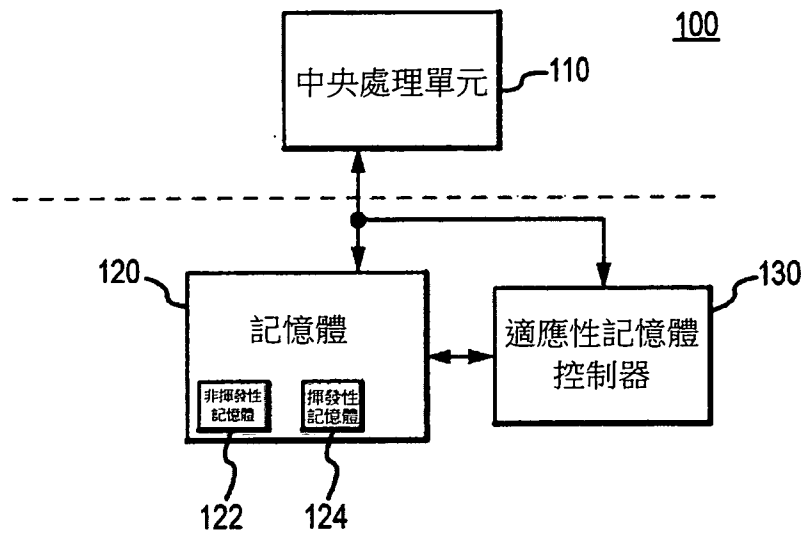 100
中央處理單元
110
120
記憶體
130
適應性記憶體
控制器
非揮發性
記憶體
揮發性
記憶體
122
124